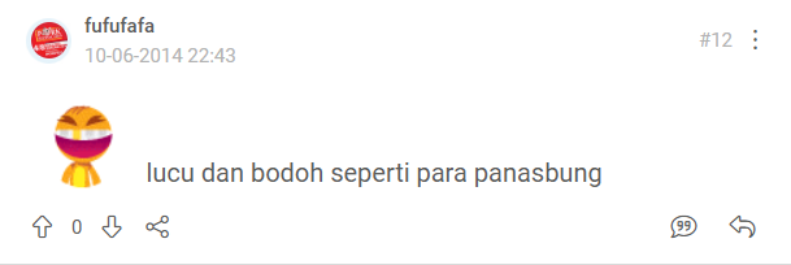 fufufafa
10-06-2014 22:43
#12
lucu dan bodoh seperti para panasbung
0